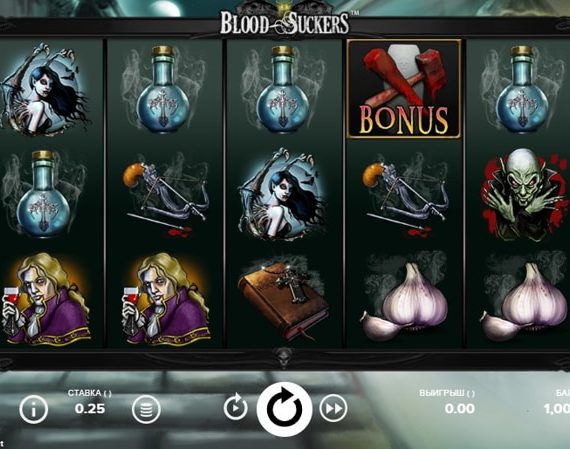 BLOOD SUCKERS™
BONUS
СТАВКА ( )
0.25
ВЫИГРЫШ ( )
0.00
БАЛ
1,00